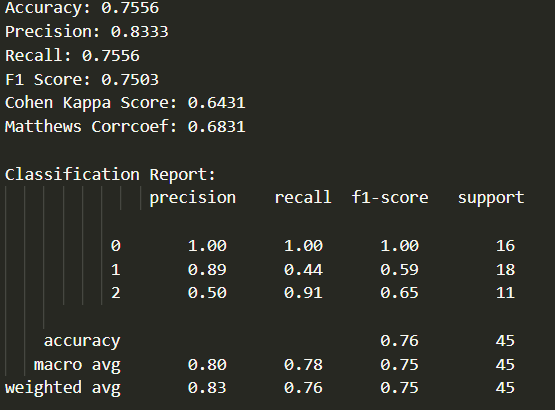 Accuracy: 0.7556
Precision: 0.8333
Recall: 0.7556
F1 Score: 0.7503
Cohen Kappa Score: 0.6431
Matthews Corrcoef: 0.6831
Classification Report:
precision recall f1-score support
0 1.00 1.00 1.00 16
1 0.89 0.44 0.59 18
2 0.50 0.91 0.65 11
accuracy 0.76 45
macro avg 0.80 0.78 0.75 45
weighted avg 0.83 0.76 0.75 45